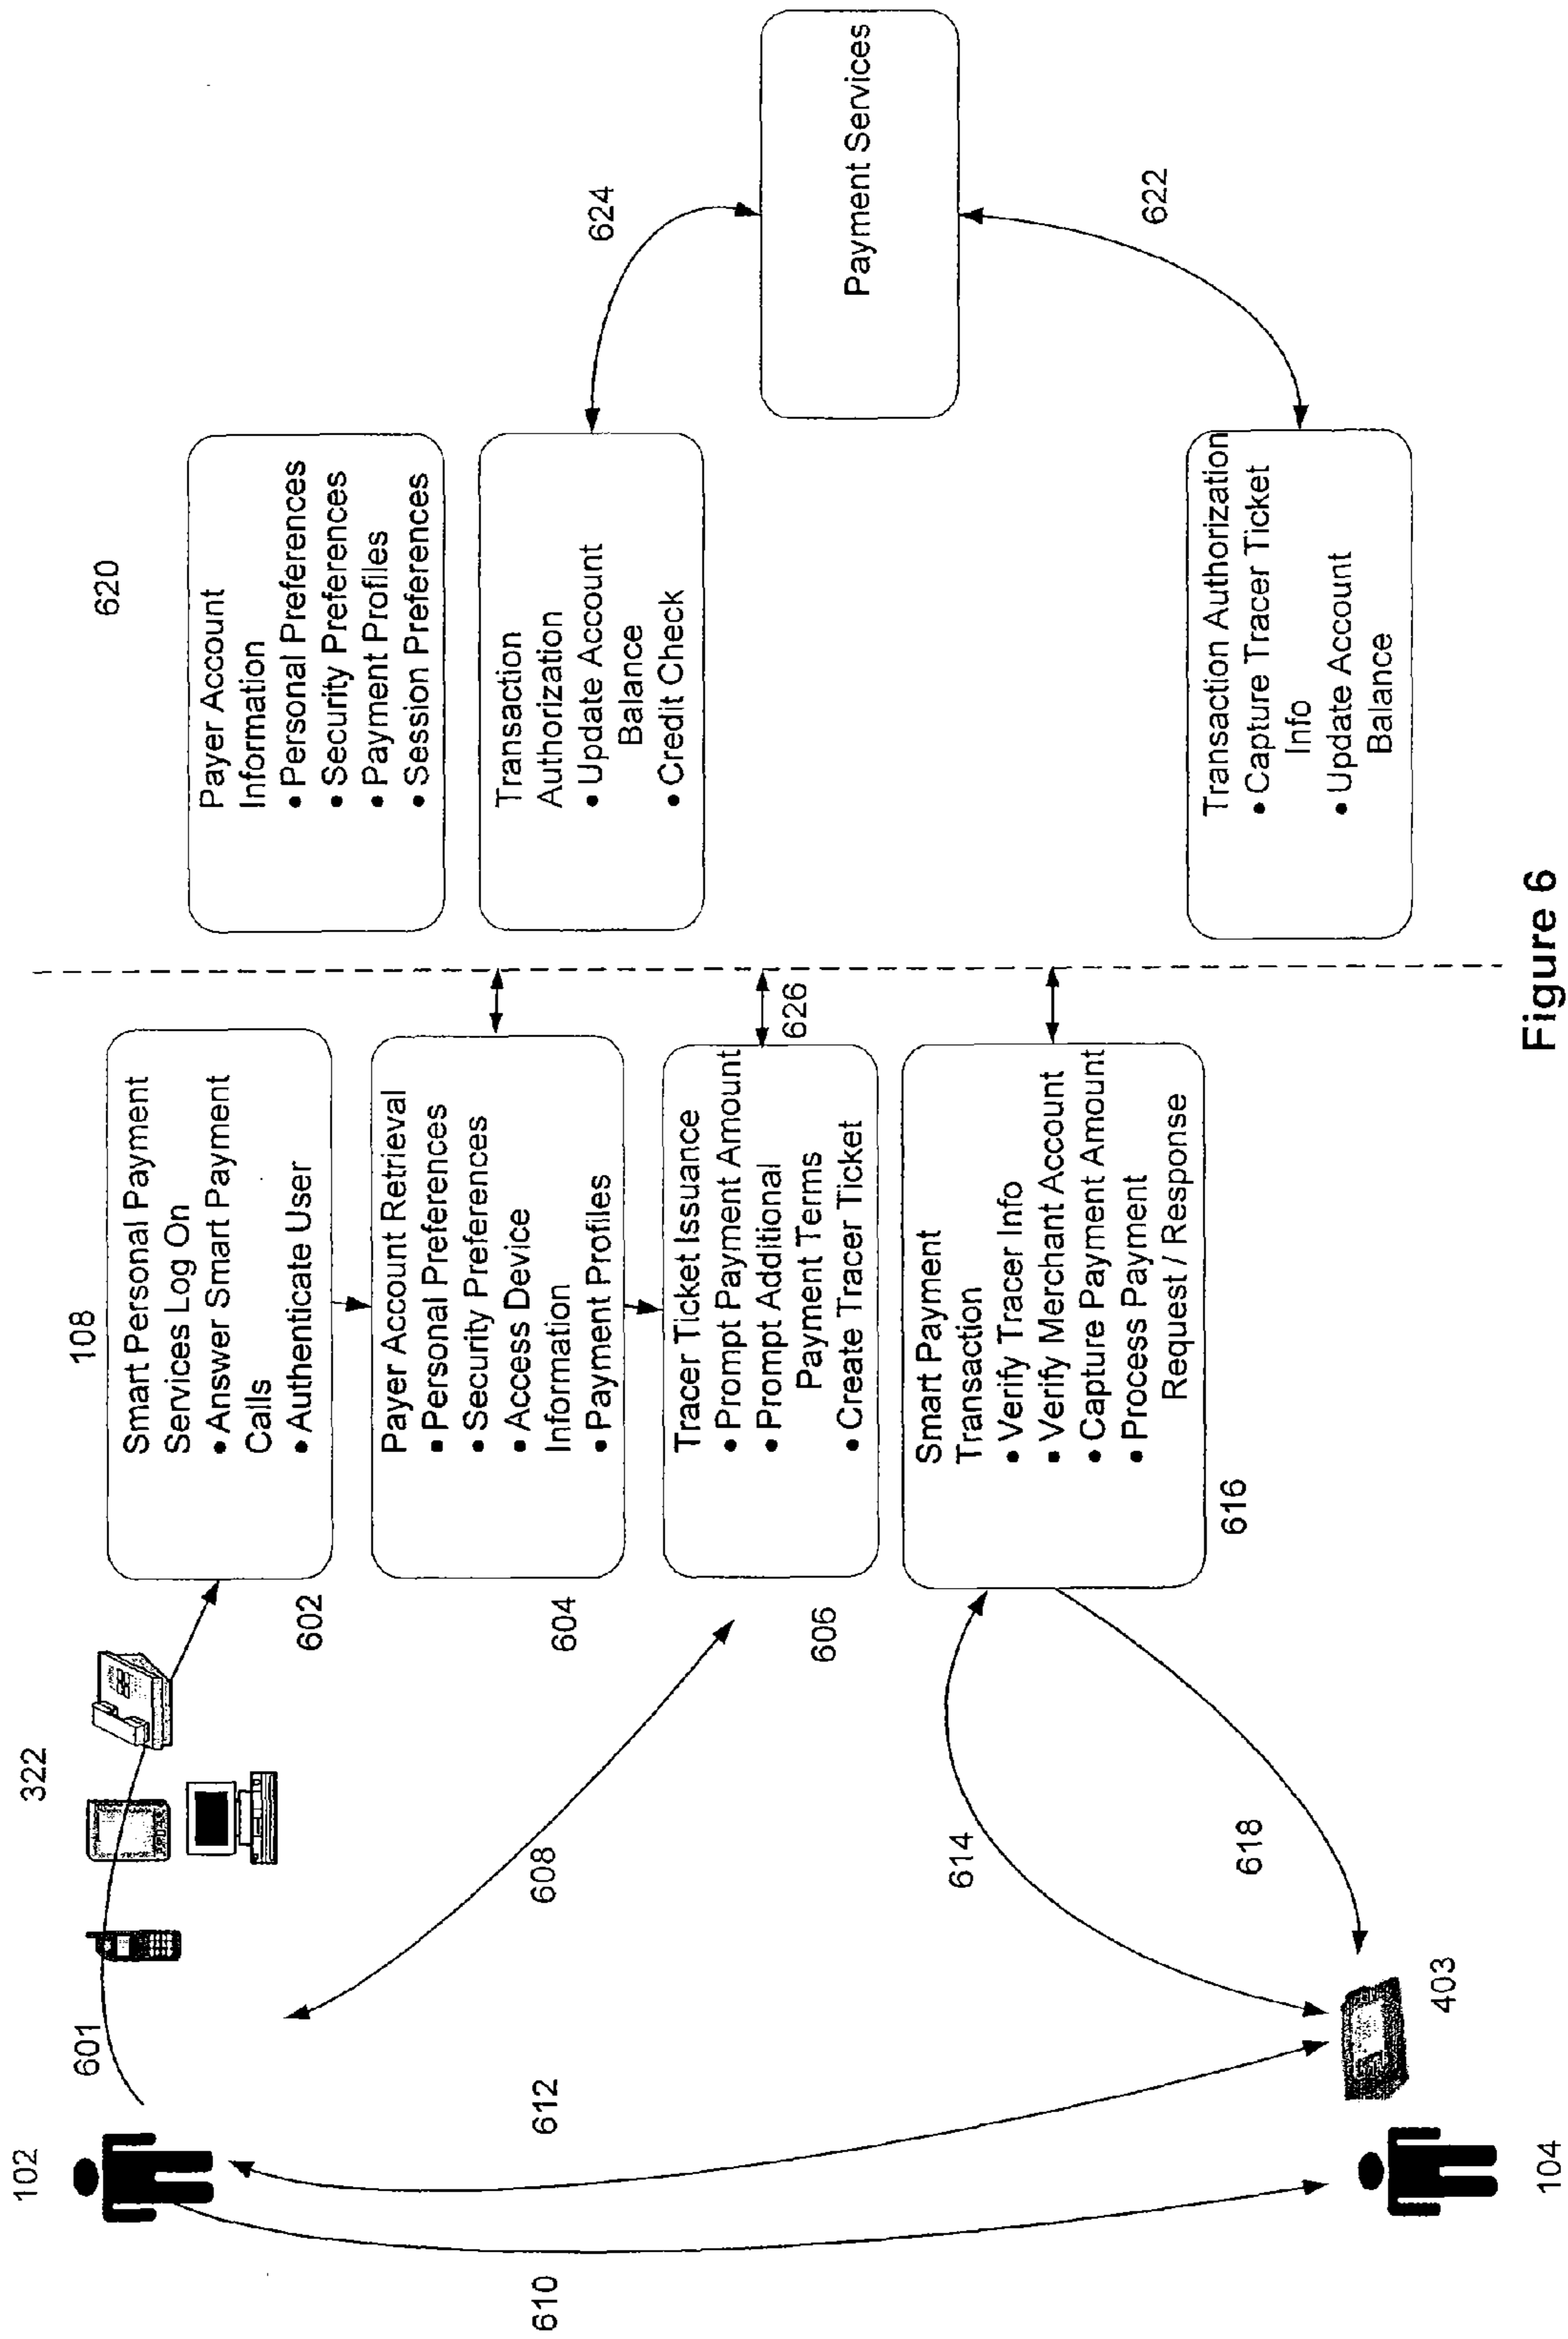 102
601
322
108
620
Smart Personal Payment
Services Log On
• Answer Smart Payment
Calls
• Authenticate User
602
Payer Account Retrieval
• Personal Preferences
• Security Preferences
• Access Device
Information
• Payment Profiles
604
Tracer Ticket Issuance
• Prompt Payment Amount
• Prompt Additional
Payment Terms
• Create Tracer Ticket
606
626
Smart Payment
Transaction
• Verify Tracer Info
• Verify Merchant Account
• Capture Payment Amount
• Process Payment
Request / Response
616
608
610
612
614
618
403
104
Payer Account
Information
• Personal Preferences
• Security Preferences
• Payment Profiles
• Session Preferences
Transaction
Authorization
• Update Account
Balance
• Credit Check
624
Payment Services
622
Transaction Authorization
• Capture Tracer Ticket
Info
• Update Account
Balance
Figure 6